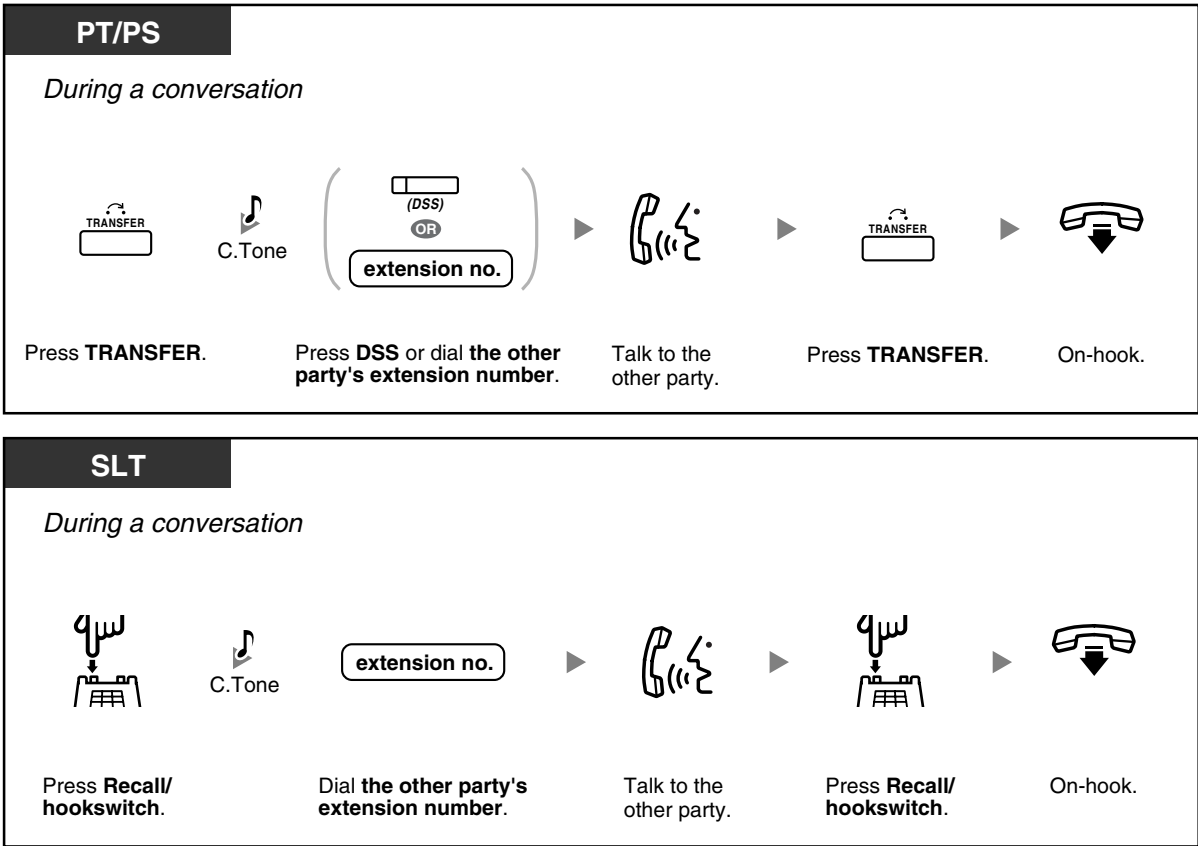 PT/PS
During a conversation
TRANSFER
C.Tone
(DSS)
OR
extension no.
TRANSFER
Press TRANSFER.
Press DSS or dial the other
party's extension number.
Talk to the
other party.
Press TRANSFER.
On-hook.
SLT
During a conversation
C.Tone
extension no.
Press Recall/
hookswitch.
Dial the other party's
extension number.
Talk to the
other party.
Press Recall/
hookswitch.
On-hook.